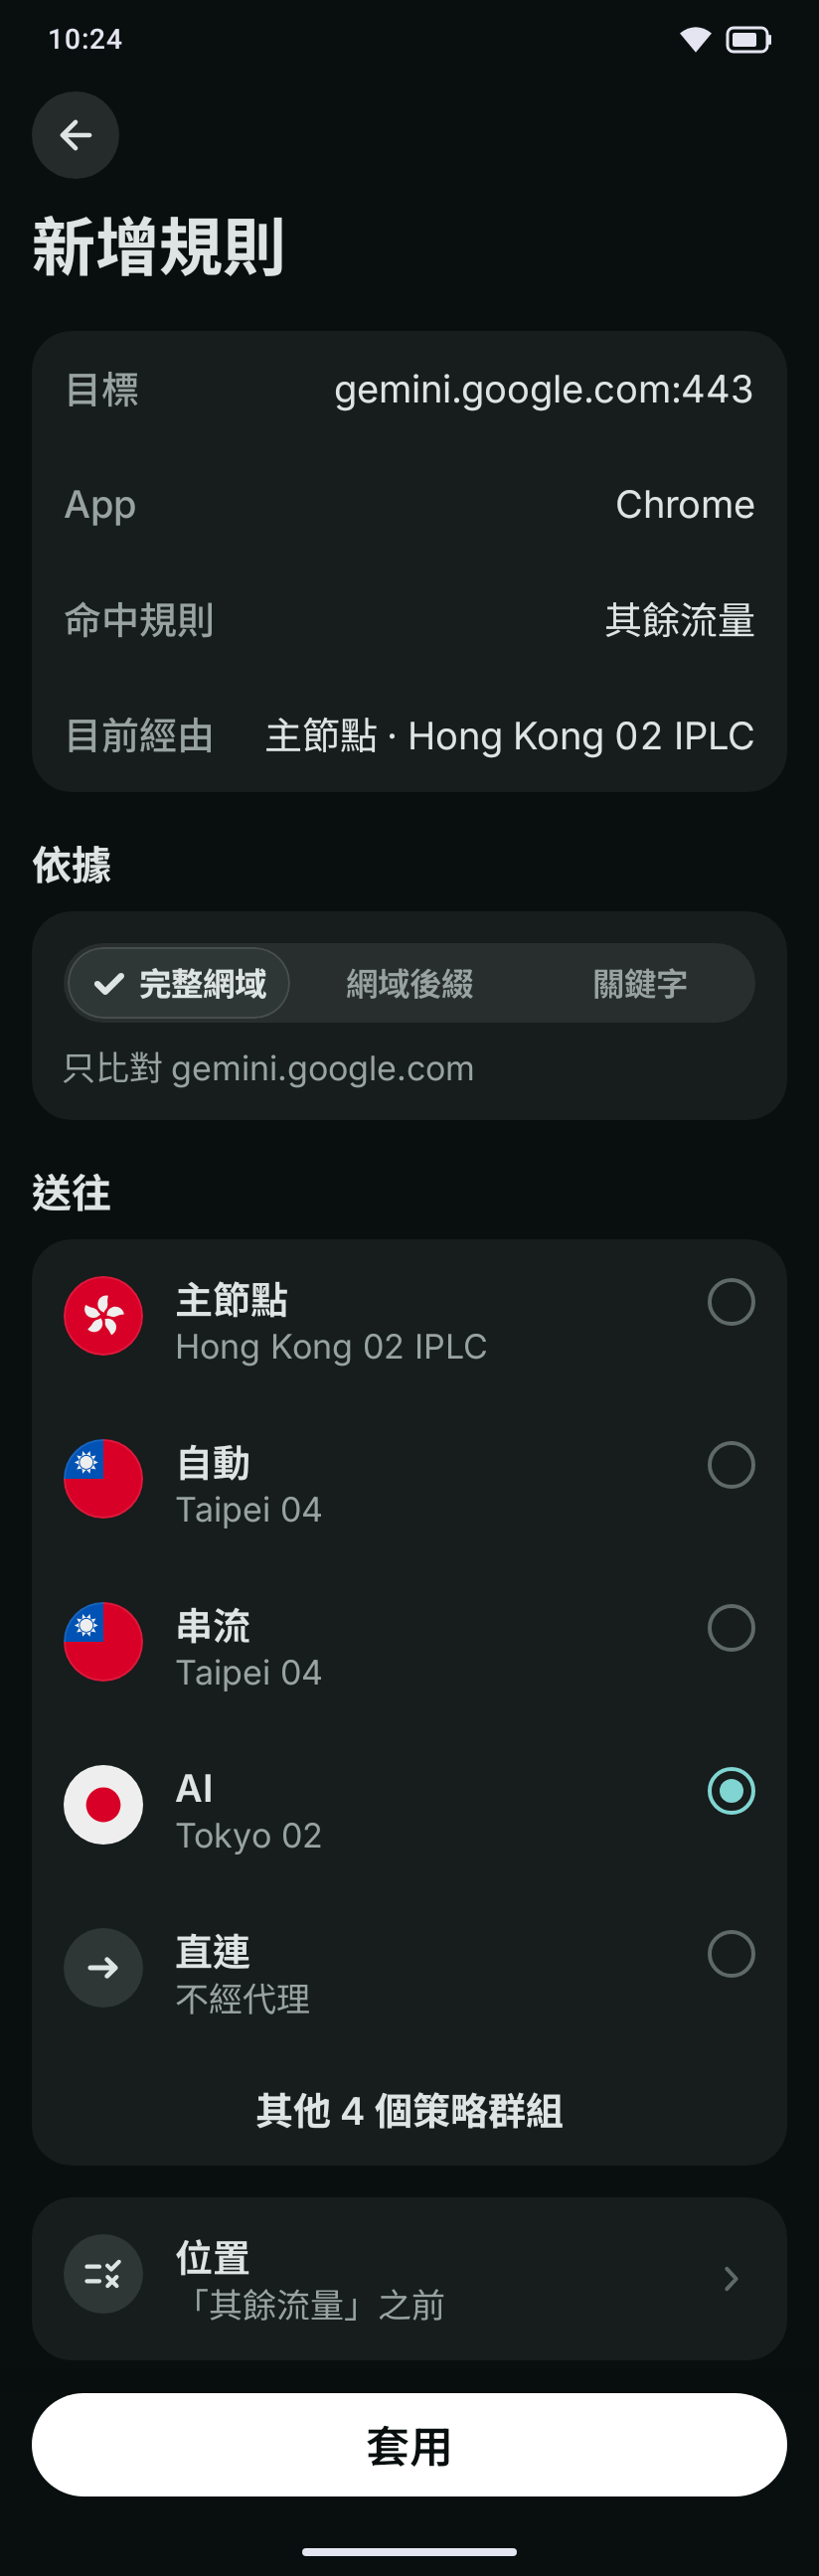 10:24
新增規則
目標 gemini.google.com:443
App Chrome
命中規則 其餘流量
目前經由 主節點 · Hong Kong 02 IPLC
依據
完整網域 網域後綴 關鍵字
只比對 gemini.google.com
送往
主節點
Hong Kong 02 IPLC
自動
Taipei 04
串流
Taipei 04
AI
Tokyo 02
直連
不經代理
其他 4 個策略群組
位置
「其餘流量」之前
套用